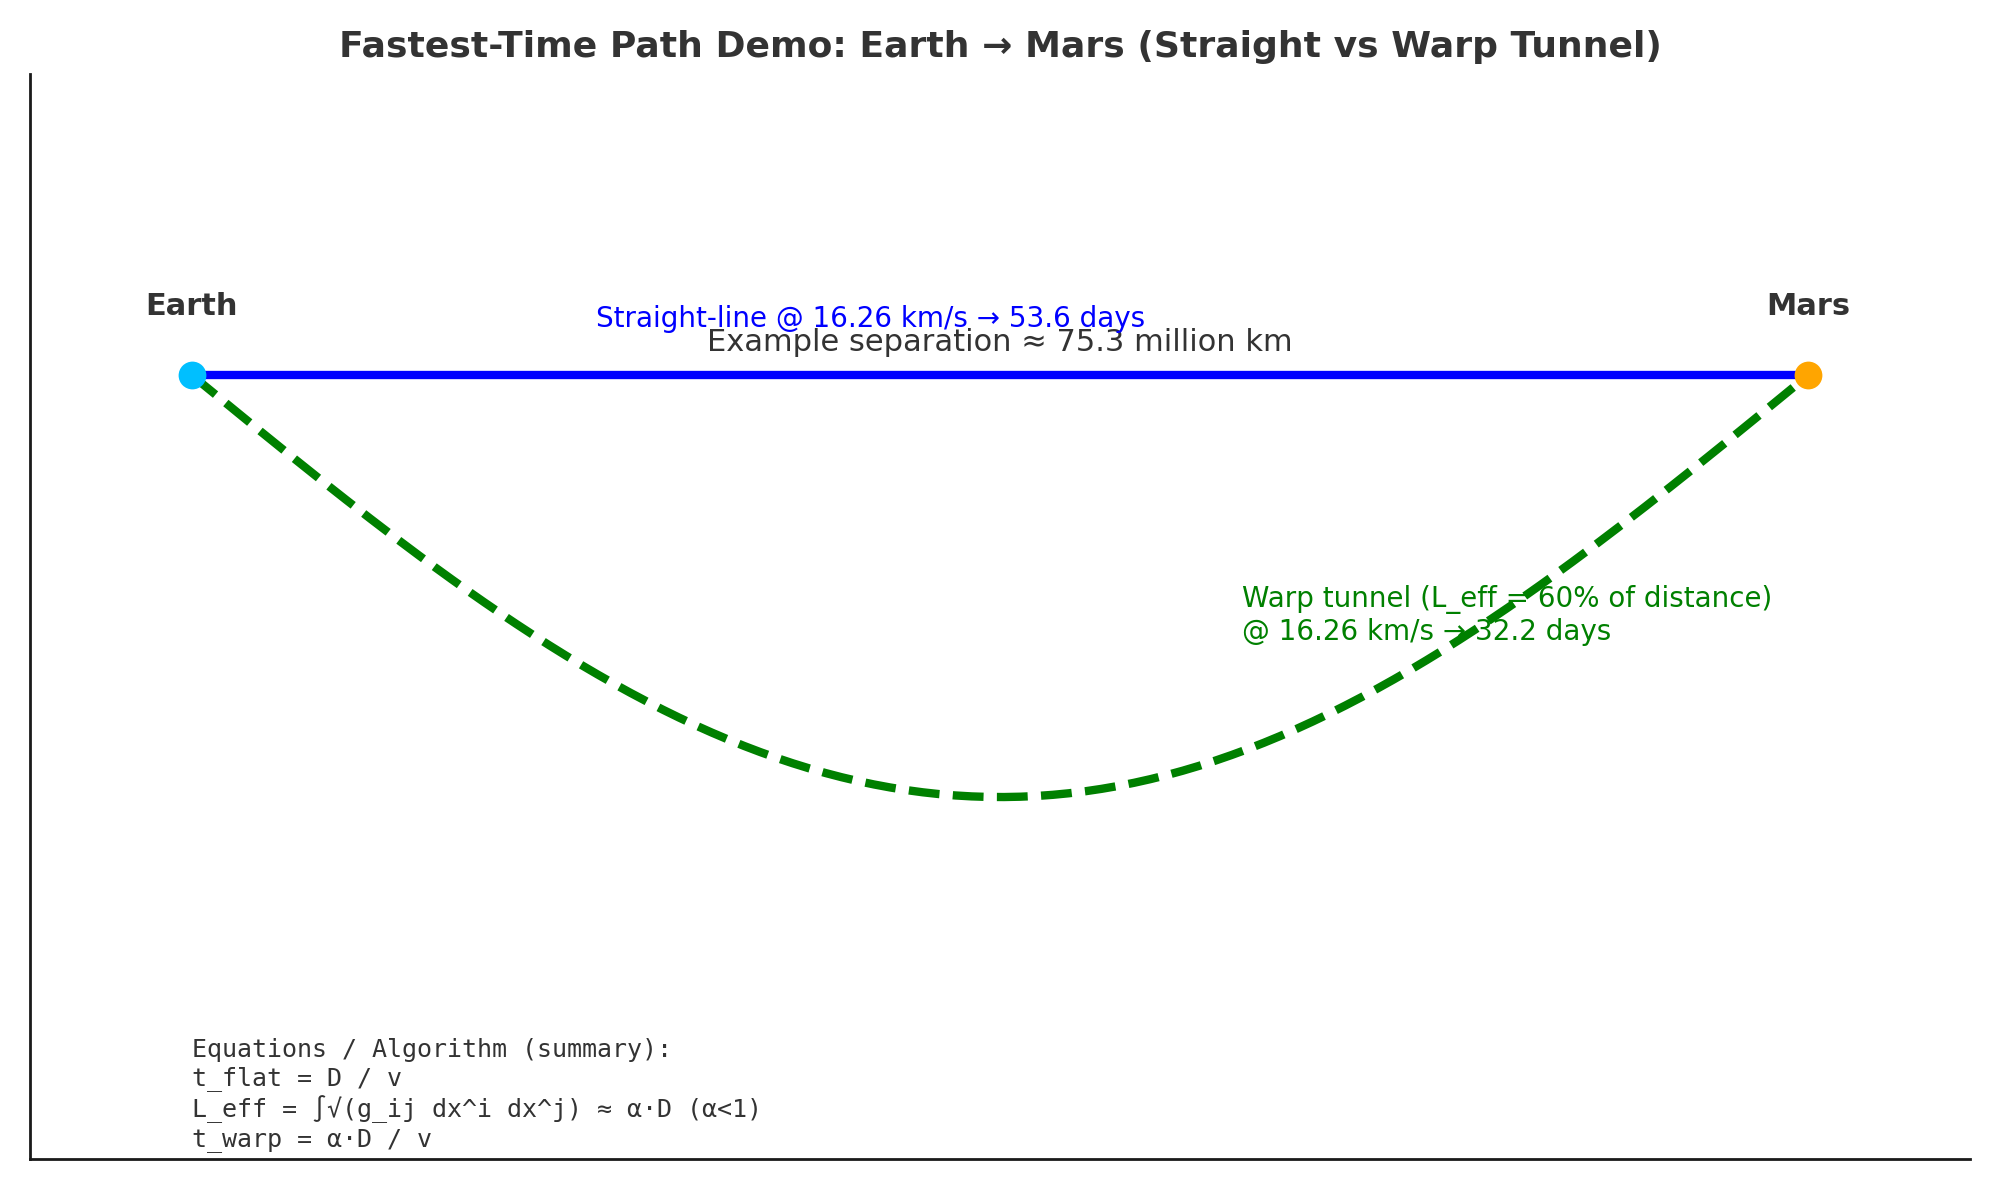 Fastest-Time Path Demo: Earth → Mars (Straight vs Warp Tunnel)
Earth
Mars
Straight-line @ 16.26 km/s → 53.6 days
Example separation ≈ 75.3 million km
Warp tunnel (L_eff = 60% of distance)
@ 16.26 km/s → 32.2 days
Equations / Algorithm (summary):
t_flat = D / v
L_eff = ∫√(g_ij dx^i dx^j) ≈ α·D (α<1)
t_warp = α·D / v